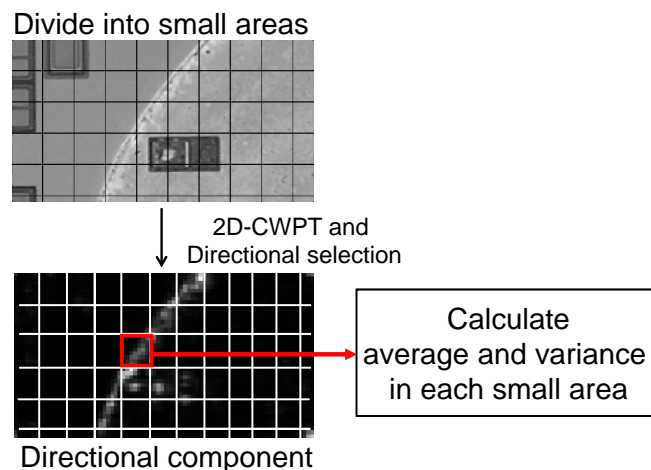 Divide into small areas
2D-CWPT and
Directional selection
Calculate
average and variance
in each small area
Directional component